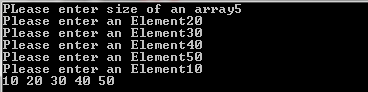 PLease enter size of an array5
Please enter an Element20
Please enter an Element30
Please enter an Element40
Please enter an Element50
Please enter an Element10
10 20 30 40 50